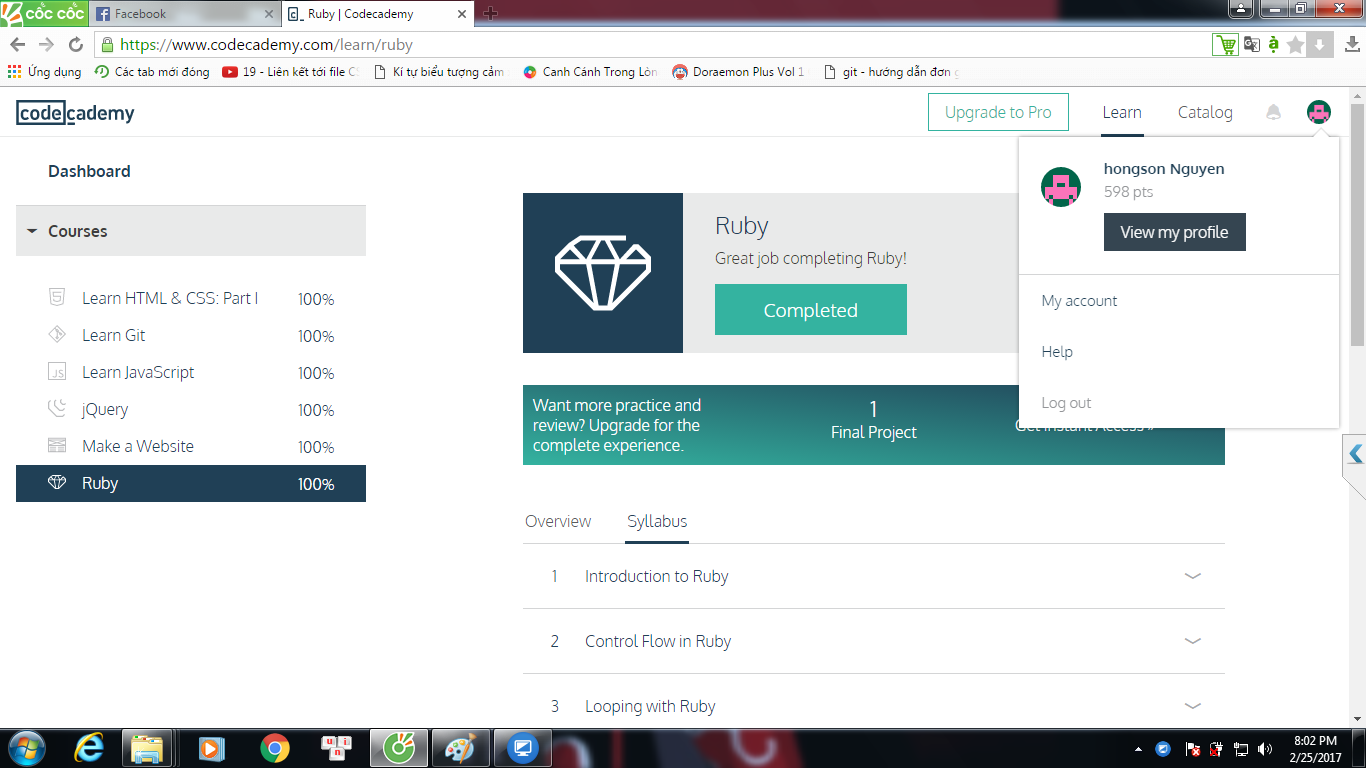 CỐC CỐC
Facebook
Ruby | Codecademy
https://www.codecademy.com/learn/ruby
Ứng dụng
Các tab mới đóng
19 - Liên kết tới file CS
Kí tự biểu tượng cảm
Canh Cánh Trong Lòn
Doraemon Plus Vol 1
git - hướng dẫn đơn g
codecademy
Upgrade to Pro
Learn
Catalog
hongson Nguyen
598 pts
View my profile
My account
Help
Log out
Dashboard
Courses
Learn HTML & CSS: Part I 100%
Learn Git 100%
Learn JavaScript 100%
jQuery 100%
Make a Website 100%
Ruby 100%
Ruby
Great job completing Ruby!
Completed
Want more practice and
review? Upgrade for the
complete experience.
1
Final Project
Get Instant Access »
Overview
Syllabus
1 Introduction to Ruby
2 Control Flow in Ruby
3 Looping with Ruby
8:02 PM
2/25/2017